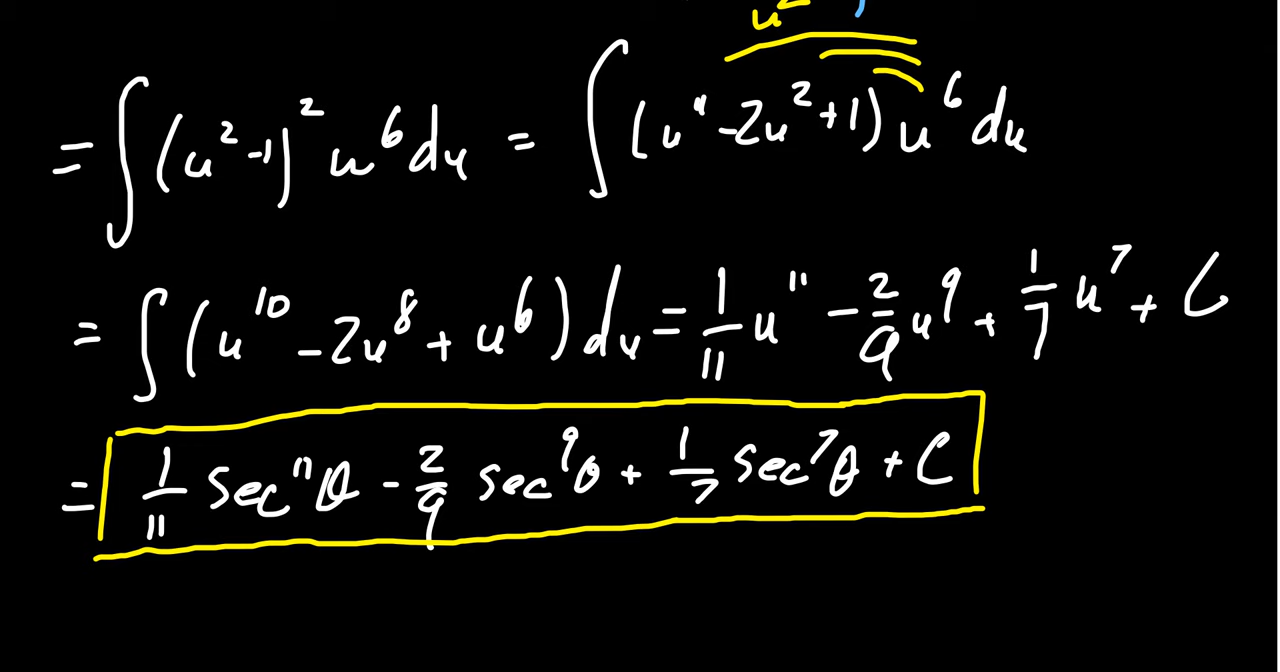 u²
= ∫ (u² - 1)² u⁶ du = ∫ (u⁴ - 2u² + 1) u⁶ du
= ∫ (u¹⁰ - 2u⁸ + u⁶) du = 1/11 u¹¹ - 2/9 u⁹ + 1/7 u⁷ + C
= 1/11 sec¹¹θ - 2/9 sec⁹θ + 1/7 sec⁷θ + C